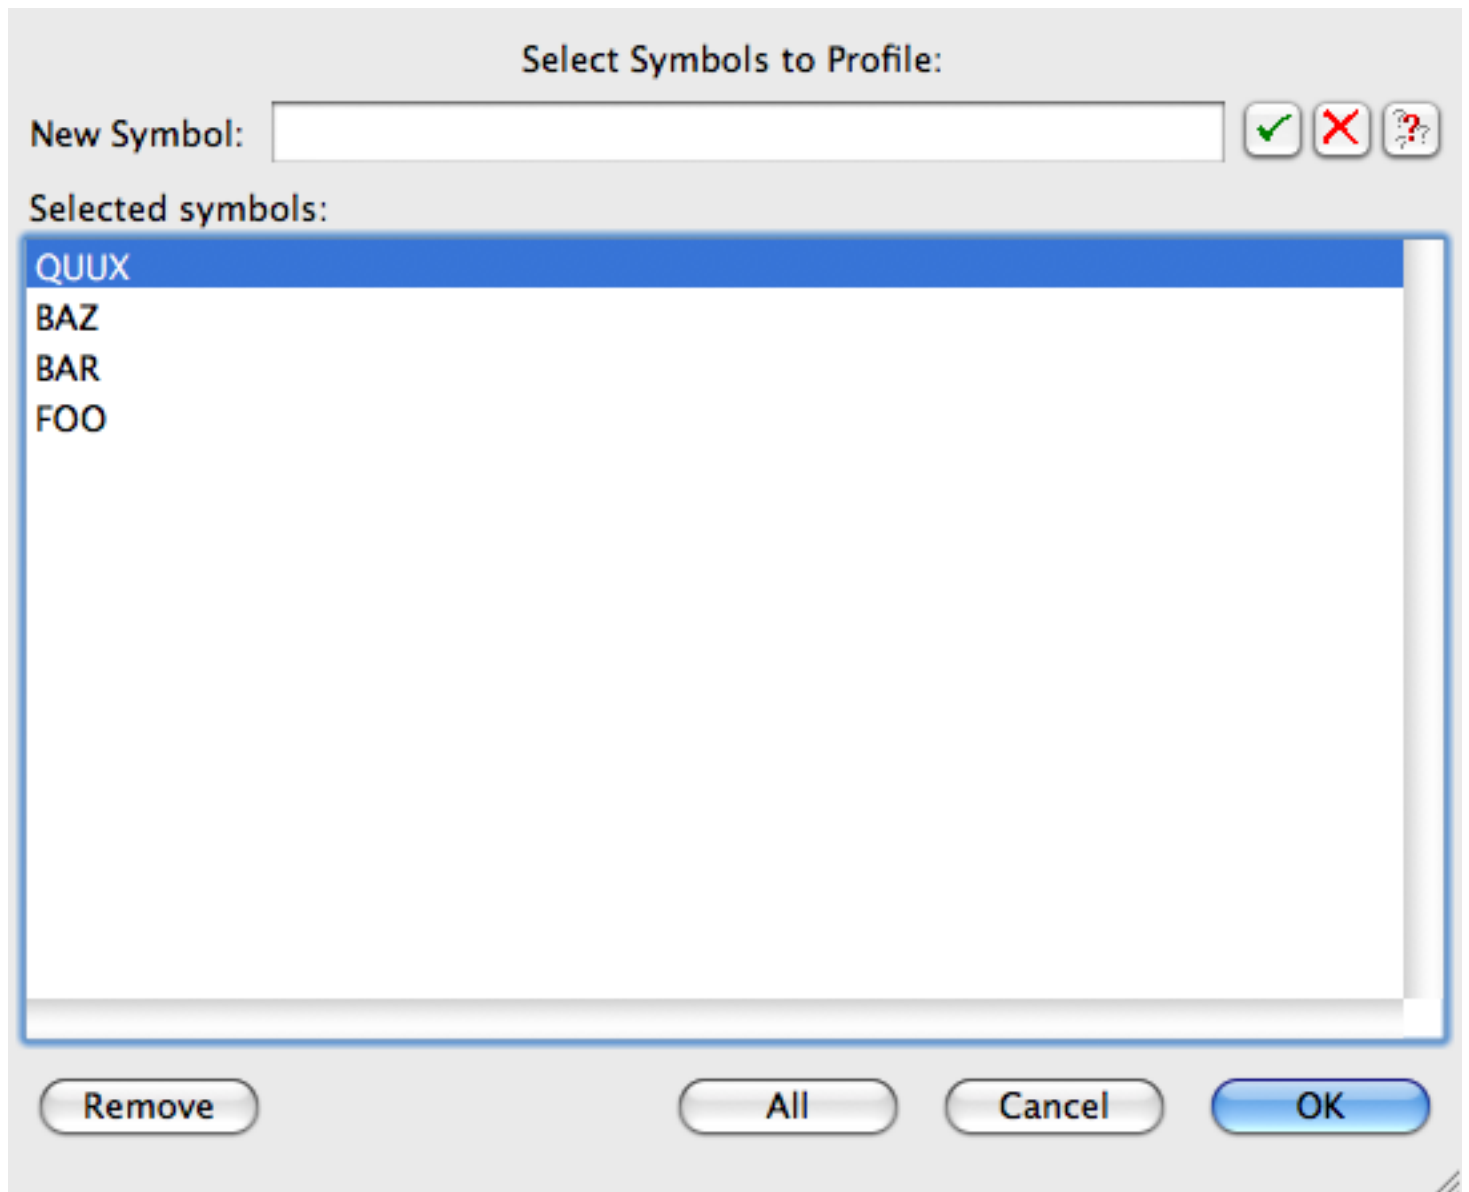 Select Symbols to Profile:
New Symbol:
Selected symbols:
QUUX
BAZ
BAR
FOO
Remove All Cancel OK